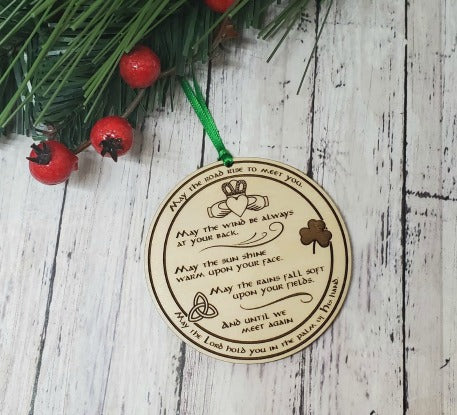 May the road rise to meet you.
May the wind be always
at your back.
May the sun shine
warm upon your face.
May the rains fall soft
upon your fields.
And until we
meet again
May the Lord hold you in the palm of His hand